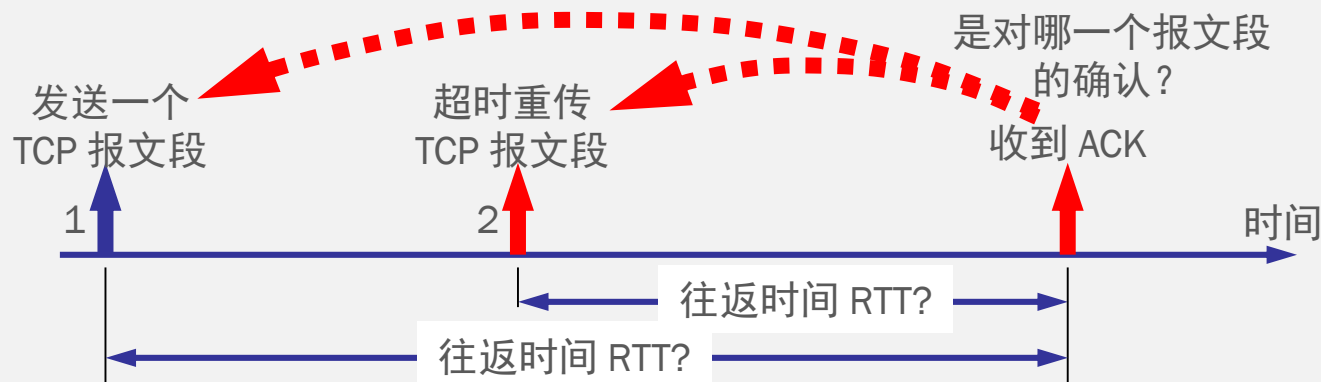 是对哪一个报文段
的确认?
发送一个
TCP 报文段
超时重传
TCP 报文段
收到 ACK
1
2
时间
往返时间 RTT?
往返时间 RTT?